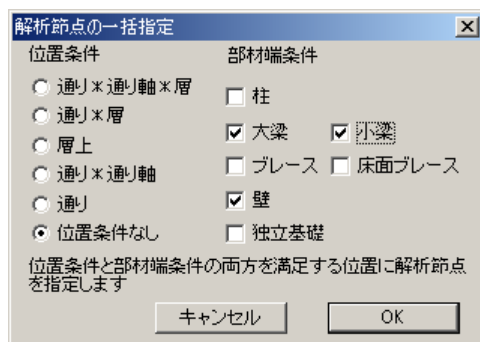 解析節点の一括指定
位置条件
部材端条件
通り*通り軸*層
通り*層
層上
通り*通り軸
通り
位置条件なし
柱
大梁 小梁
ブレース 床面ブレース
壁
独立基礎
位置条件と部材端条件の両方を満足する位置に解析節点
を指定します
キャンセル OK